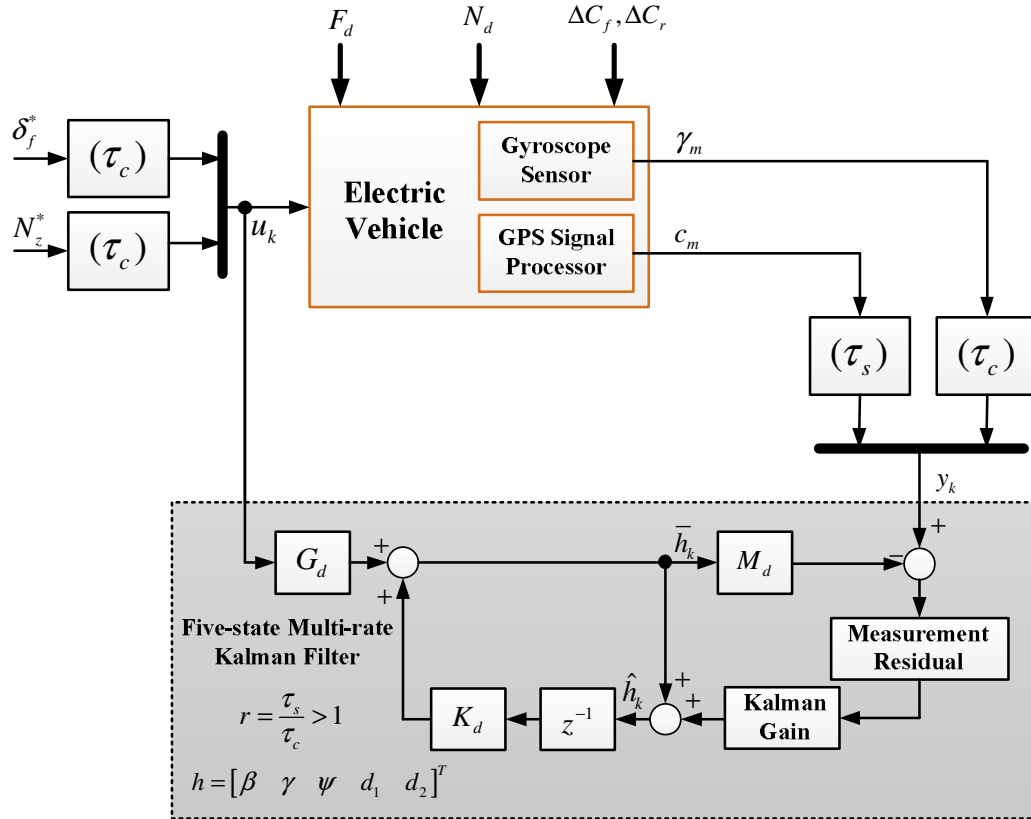 F_d
N_d
ΔC_f, ΔC_r
δ_f^*
(τ_c)
N_z^*
(τ_c)
u_k
Electric
Vehicle
Gyroscope
Sensor
GPS Signal
Processor
γ_m
c_m
(τ_s)
(τ_c)
y_k
+
−
G_d
+
+
h̄_k
M_d
Five-state Multi-rate
Kalman Filter
Measurement
Residual
r = τ_s / τ_c > 1
K_d
z^{-1}
ĥ_k
+
+
Kalman
Gain
h = [β γ ψ d_1 d_2]^T